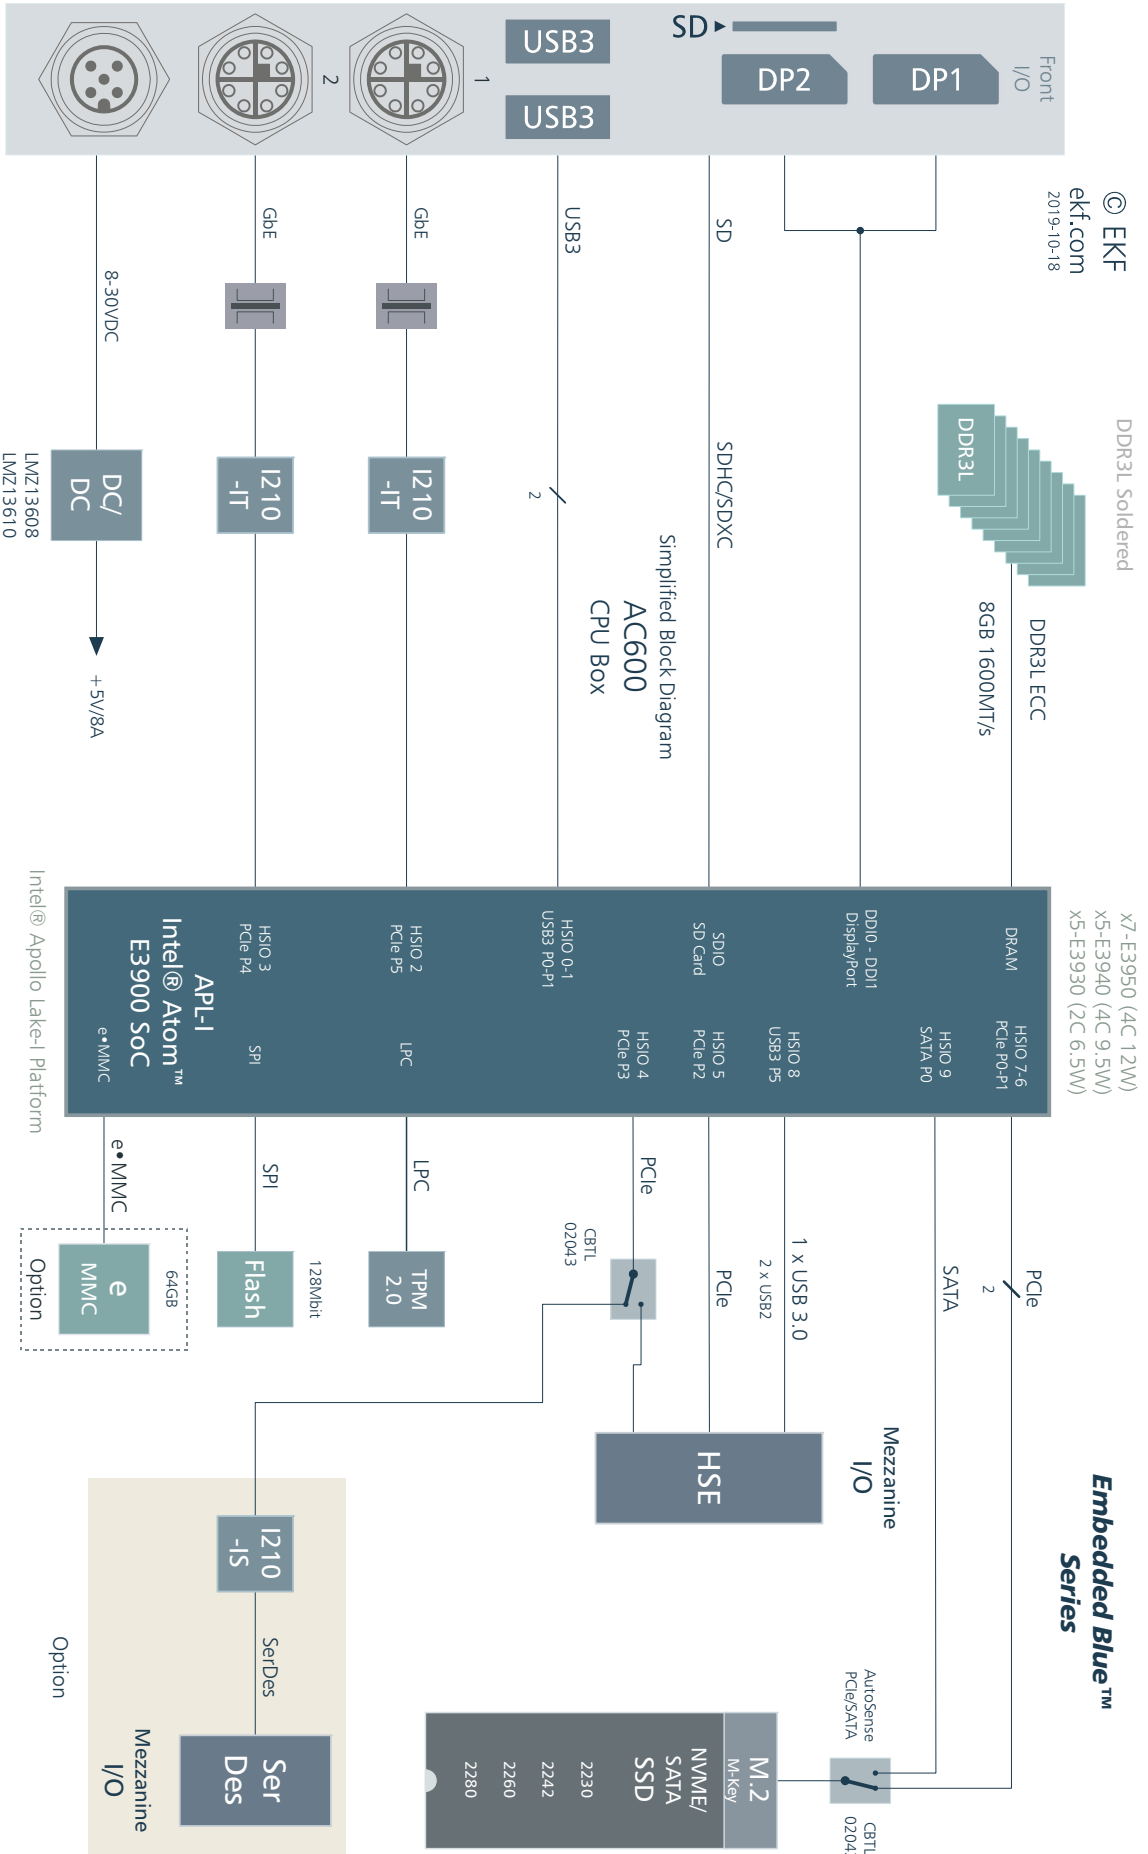 Front
I/O
DP1
DP2
SD
USB3
USB3
1
2
© EKF
ekf.com
2019-10-18
SD
USB3
GbE
GbE
8-30VDC
DDR3L Soldered
DDR3L
DDR3L ECC
8GB 1600MT/s
SDHC/SDXC
2
I210
-IT
I210
-IT
DC/
DC
LMZ13608
LMZ13610
+5V/8A
Simplified Block Diagram
AC600
CPU Box
x7-E3950 (4C 12W)
x5-E3940 (4C 9.5W)
x5-E3930 (2C 6.5W)
DRAM
DDI0 - DDI1
DisplayPort
SDIO
SD Card
HSIO 0-1
USB3 P0-P1
HSIO 2
PCIe P5
HSIO 3
PCIe P4
APL-I
Intel® Atom™
E3900 SoC
HSIO 7-6
PCIe P0-P1
HSIO 9
SATA P0
HSIO 8
USB3 P5
HSIO 5
PCIe P2
HSIO 4
PCIe P3
LPC
SPI
e•MMC
Intel® Apollo Lake-I Platform
PCIe
2
SATA
1 x USB 3.0
2 x USB2
PCIe
PCIe
CBTL
02043
LPC
TPM
2.0
SPI
128Mbit
Flash
e•MMC
64GB
e
MMC
Option
Mezzanine
I/O
HSE
Embedded Blue™
Series
I210
-IS
SerDes
Ser
Des
Mezzanine
I/O
Option
AutoSense
PCIe/SATA
CBTL
M.2
M-Key
NVME/
SATA
SSD
2230
2242
2260
2280